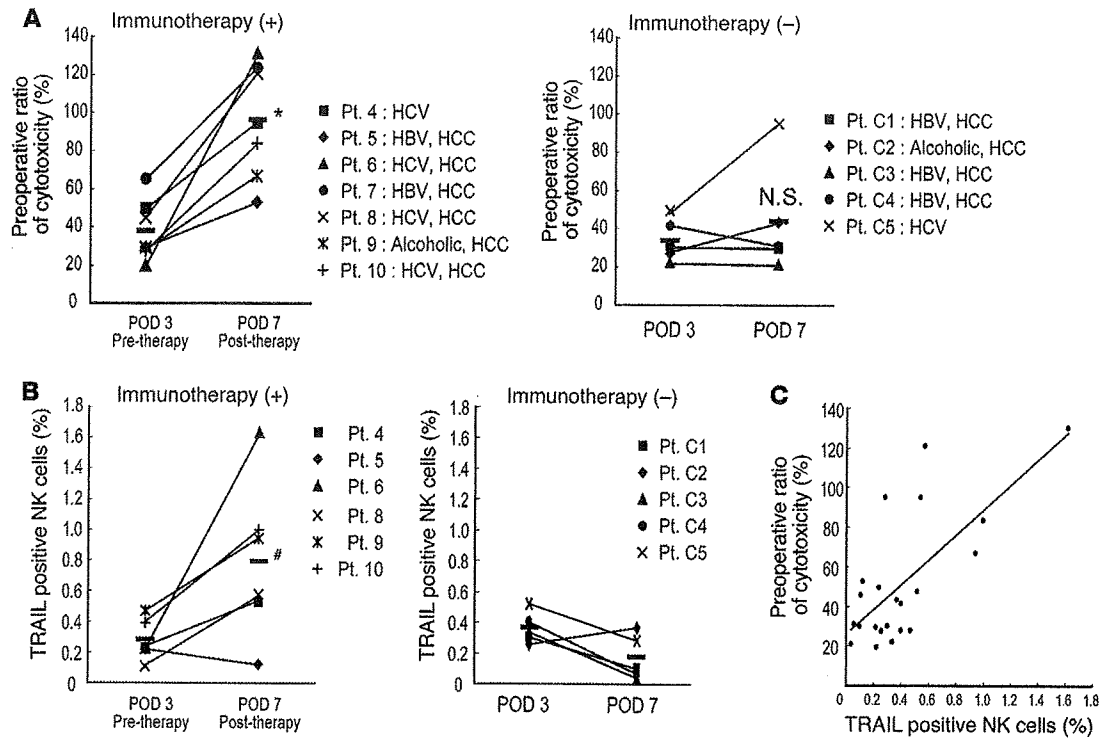 A
Immunotherapy (+)
Preoperative ratio
of cytotoxicity (%)
140
120
100
80
60
40
20
0
*
POD 3
Pre-therapy
POD 7
Post-therapy
Pt. 4 : HCV
Pt. 5 : HBV, HCC
Pt. 6 : HCV, HCC
Pt. 7 : HBV, HCC
Pt. 8 : HCV, HCC
Pt. 9 : Alcoholic, HCC
Pt. 10 : HCV, HCC
Immunotherapy (–)
Preoperative ratio
of cytotoxicity (%)
140
120
100
80
60
40
20
0
N.S.
POD 3
POD 7
Pt. C1 : HBV, HCC
Pt. C2 : Alcoholic, HCC
Pt. C3 : HBV, HCC
Pt. C4 : HBV, HCC
Pt. C5 : HCV
B
Immunotherapy (+)
TRAIL positive NK cells (%)
1.8
1.6
1.4
1.2
1.0
0.8
0.6
0.4
0.2
0
#
POD 3
Pre-therapy
POD 7
Post-therapy
Pt. 4
Pt. 5
Pt. 6
Pt. 8
Pt. 9
Pt. 10
Immunotherapy (–)
TRAIL positive NK cells (%)
1.8
1.6
1.4
1.2
1.0
0.8
0.6
0.4
0.2
0
POD 3
POD 7
Pt. C1
Pt. C2
Pt. C3
Pt. C4
Pt. C5
C
Preoperative ratio
of cytotoxicity (%)
140
120
100
80
60
40
20
0
0 0.2 0.4 0.6 0.8 1.0 1.2 1.4 1.6 1.8
TRAIL positive NK cells (%)